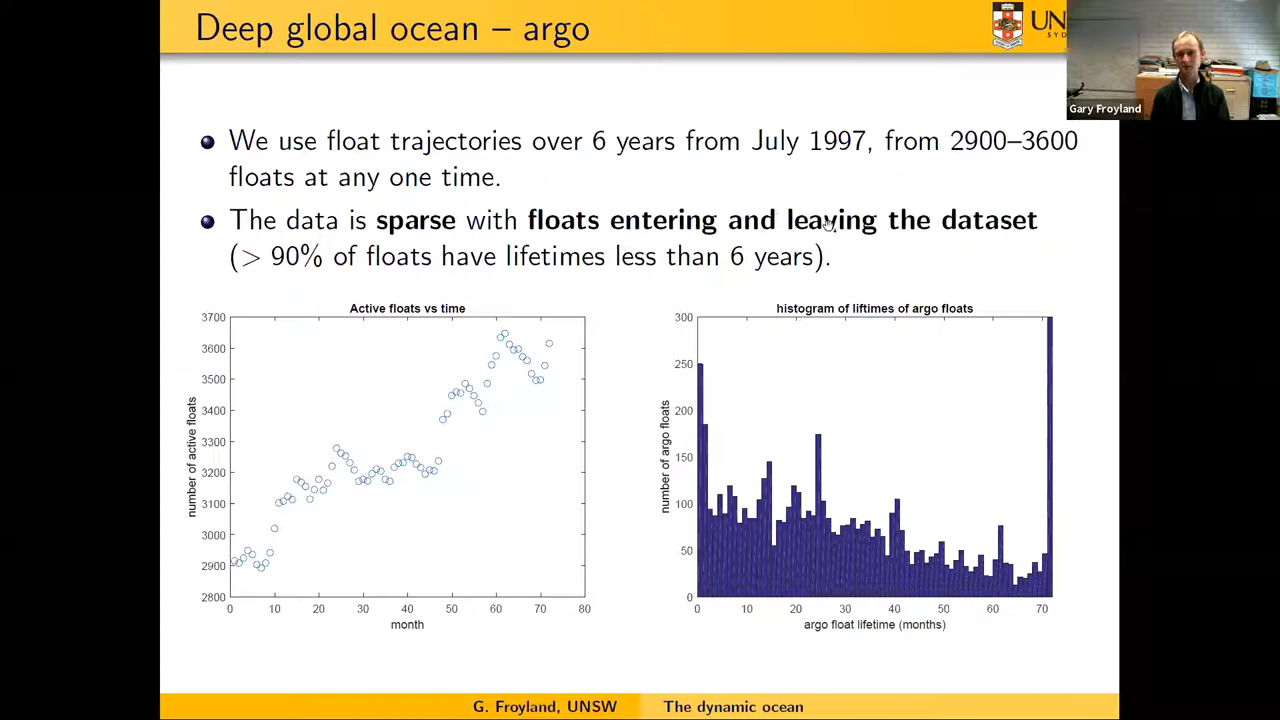 Deep global ocean – argo
UN
SYD
Gary Froyland
We use float trajectories over 6 years from July 1997, from 2900–3600
floats at any one time.
The data is sparse with floats entering and leaving the dataset
(> 90% of floats have lifetimes less than 6 years).
Active floats vs time
3700
3600
3500
3400
3300
3200
3100
3000
2900
2800
number of active floats
0 10 20 30 40 50 60 70 80
month
histogram of liftimes of argo floats
300
250
200
150
100
50
0
number of argo floats
0 10 20 30 40 50 60 70
argo float lifetime (months)
G. Froyland, UNSW The dynamic ocean